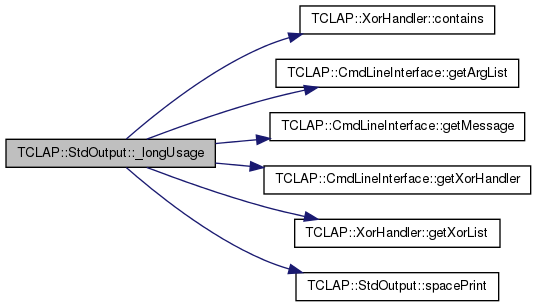 TCLAP::XorHandler::contains
TCLAP::CmdLineInterface::getArgList
TCLAP::CmdLineInterface::getMessage
TCLAP::StdOutput::_longUsage
TCLAP::CmdLineInterface::getXorHandler
TCLAP::XorHandler::getXorList
TCLAP::StdOutput::spacePrint